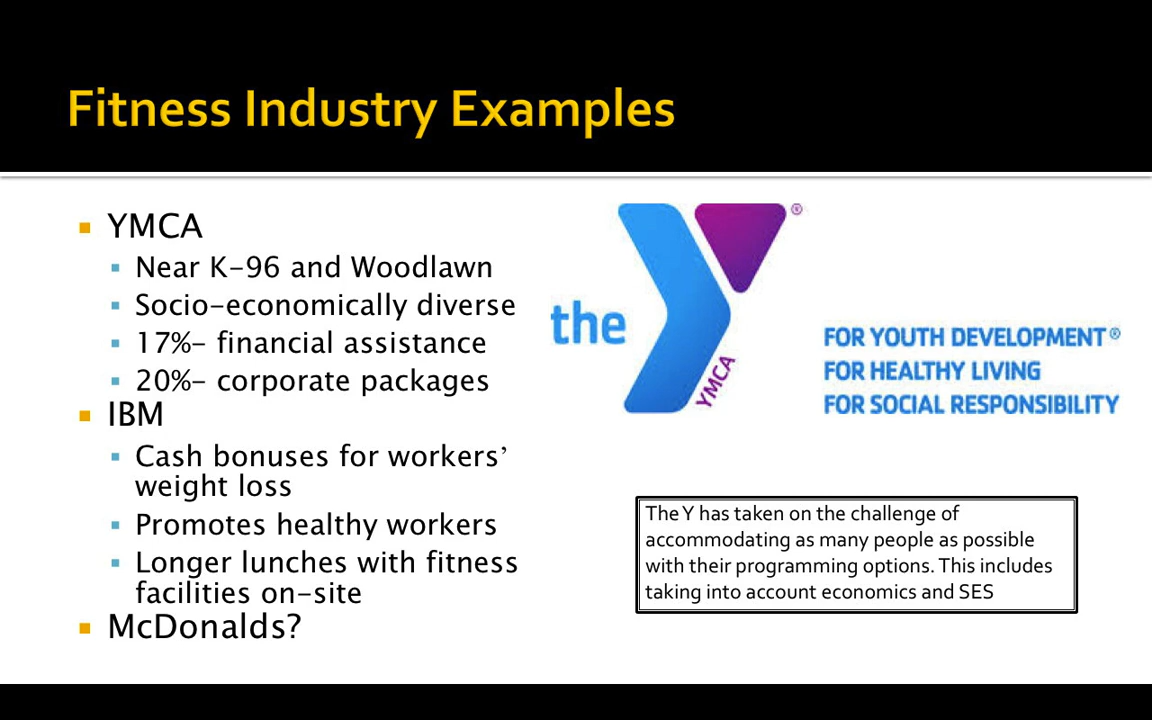 Fitness Industry Examples
YMCA
Near K-96 and Woodlawn
Socio-economically diverse
17%- financial assistance
20%- corporate packages
IBM
Cash bonuses for workers’
weight loss
Promotes healthy workers
Longer lunches with fitness
facilities on-site
McDonalds?
the
YMCA
®
FOR YOUTH DEVELOPMENT®
FOR HEALTHY LIVING
FOR SOCIAL RESPONSIBILITY
The Y has taken on the challenge of
accommodating as many people as possible
with their programming options. This includes
taking into account economics and SES